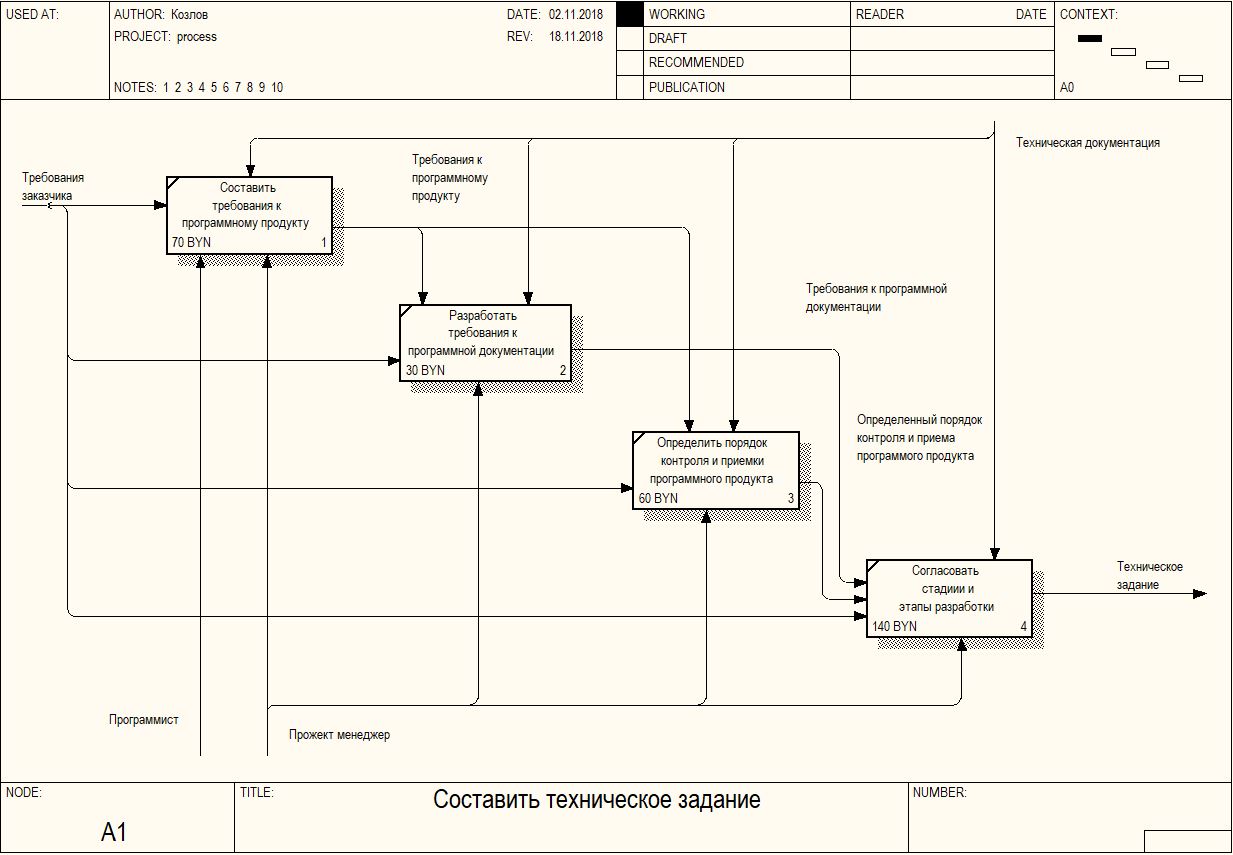 USED AT:
AUTHOR: Козлов
DATE: 02.11.2018
PROJECT: process
REV: 18.11.2018
NOTES: 1 2 3 4 5 6 7 8 9 10
WORKING
DRAFT
RECOMMENDED
PUBLICATION
READER
DATE
CONTEXT:
A0
Техническая документация
Требования
заказчика
Требования к
программному
продукту
Составить
требования к
программному продукту
70 BYN
1
Требования к программной
документации
Разработать
требования к
программной документации
30 BYN
2
Определенный порядок
контроля и приема
программого продукта
Определить порядок
контроля и приемки
программного продукта
60 BYN
3
Согласовать
стадиии и
этапы разработки
140 BYN
4
Техническое
задание
Программист
Прожект менеджер
NODE:
A1
TITLE:
Составить техническое задание
NUMBER: